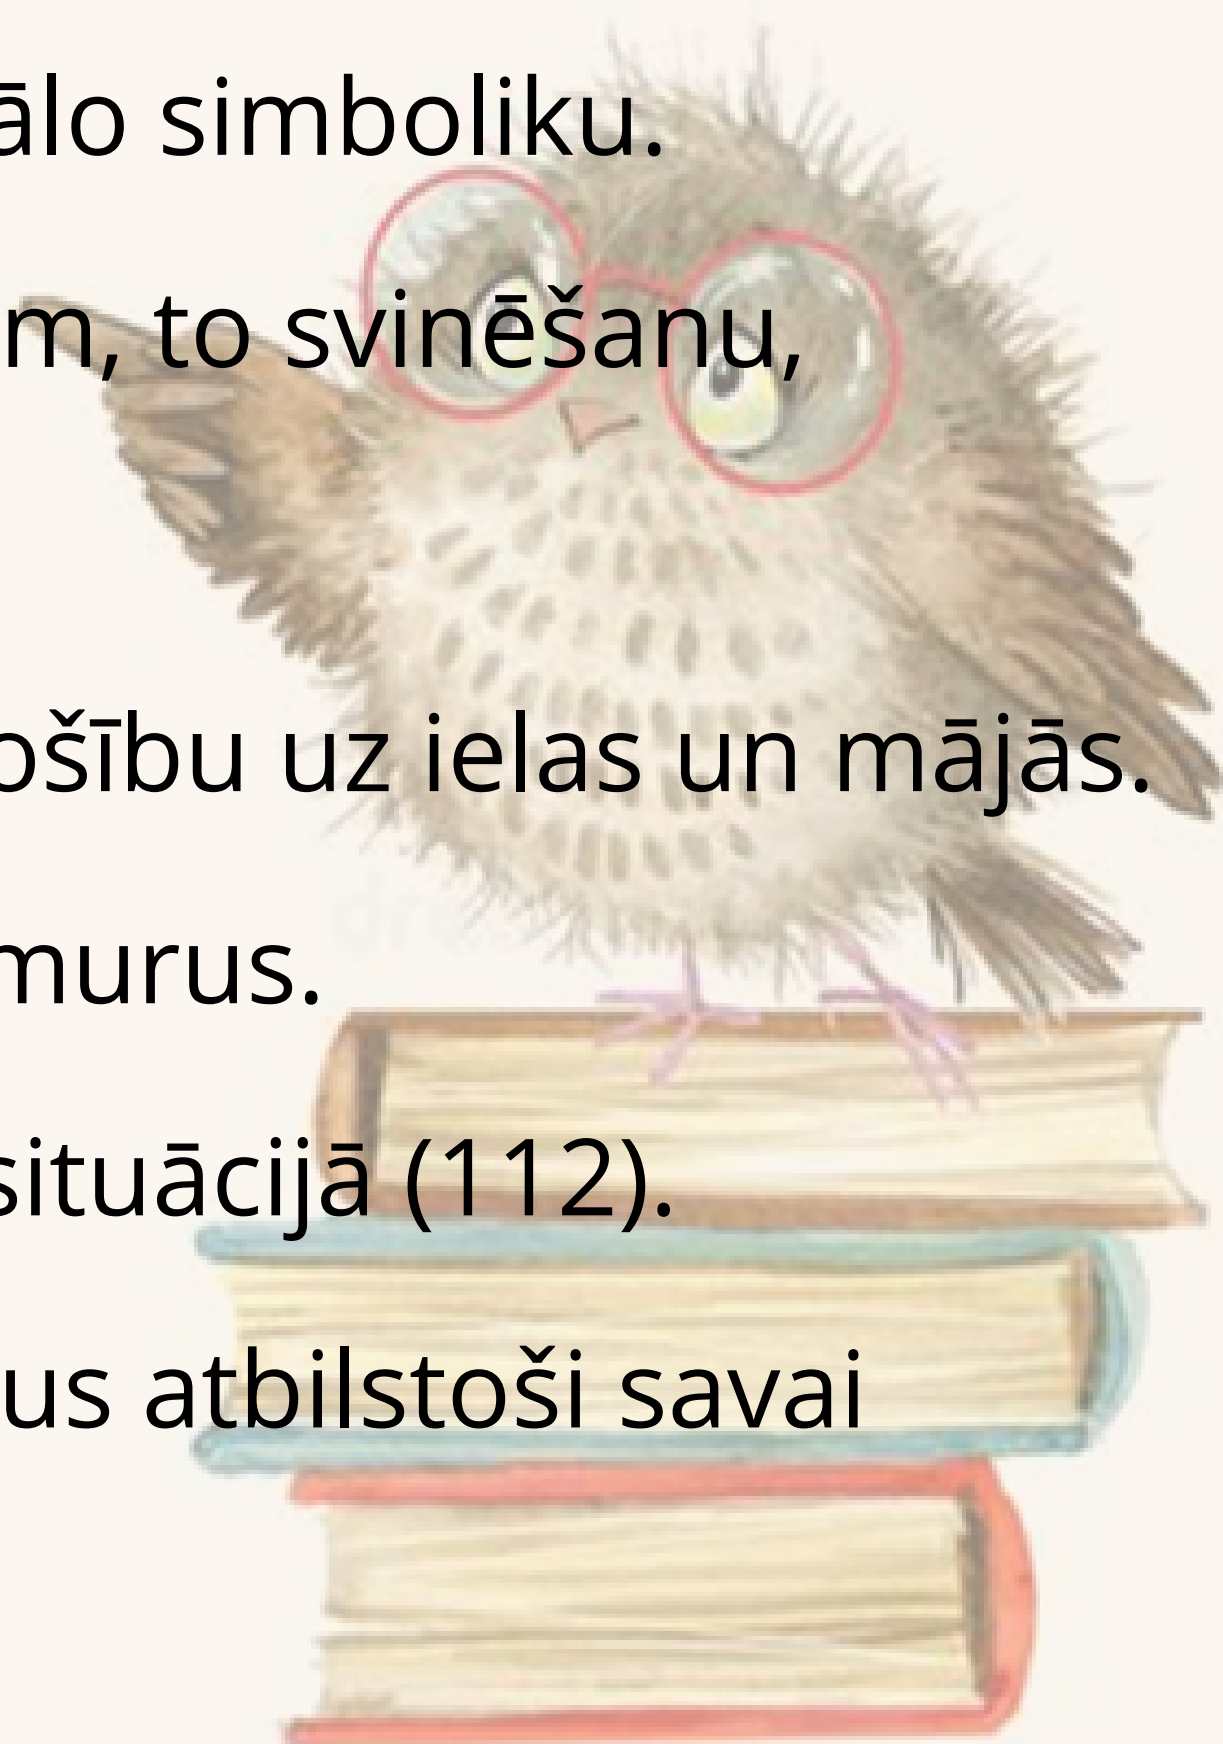 ālo simboliku.
m, to svinēšanu,
ošību uz ielas un mājās.
murus.
situācijā (112).
us atbilstoši savai